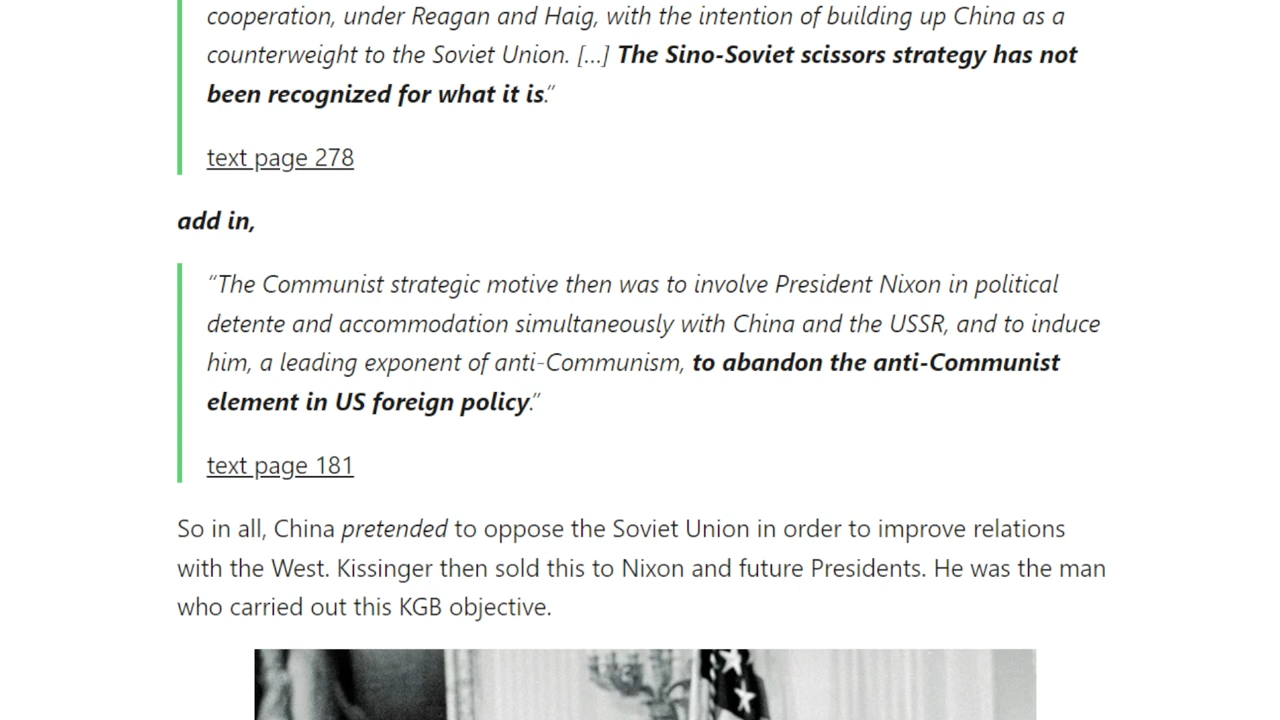 cooperation, under Reagan and Haig, with the intention of building up China as a
counterweight to the Soviet Union. [...] The Sino-Soviet scissors strategy has not
been recognized for what it is.”
text page 278
add in,
“The Communist strategic motive then was to involve President Nixon in political
detente and accommodation simultaneously with China and the USSR, and to induce
him, a leading exponent of anti-Communism, to abandon the anti-Communist
element in US foreign policy.”
text page 181
So in all, China pretended to oppose the Soviet Union in order to improve relations
with the West. Kissinger then sold this to Nixon and future Presidents. He was the man
who carried out this KGB objective.